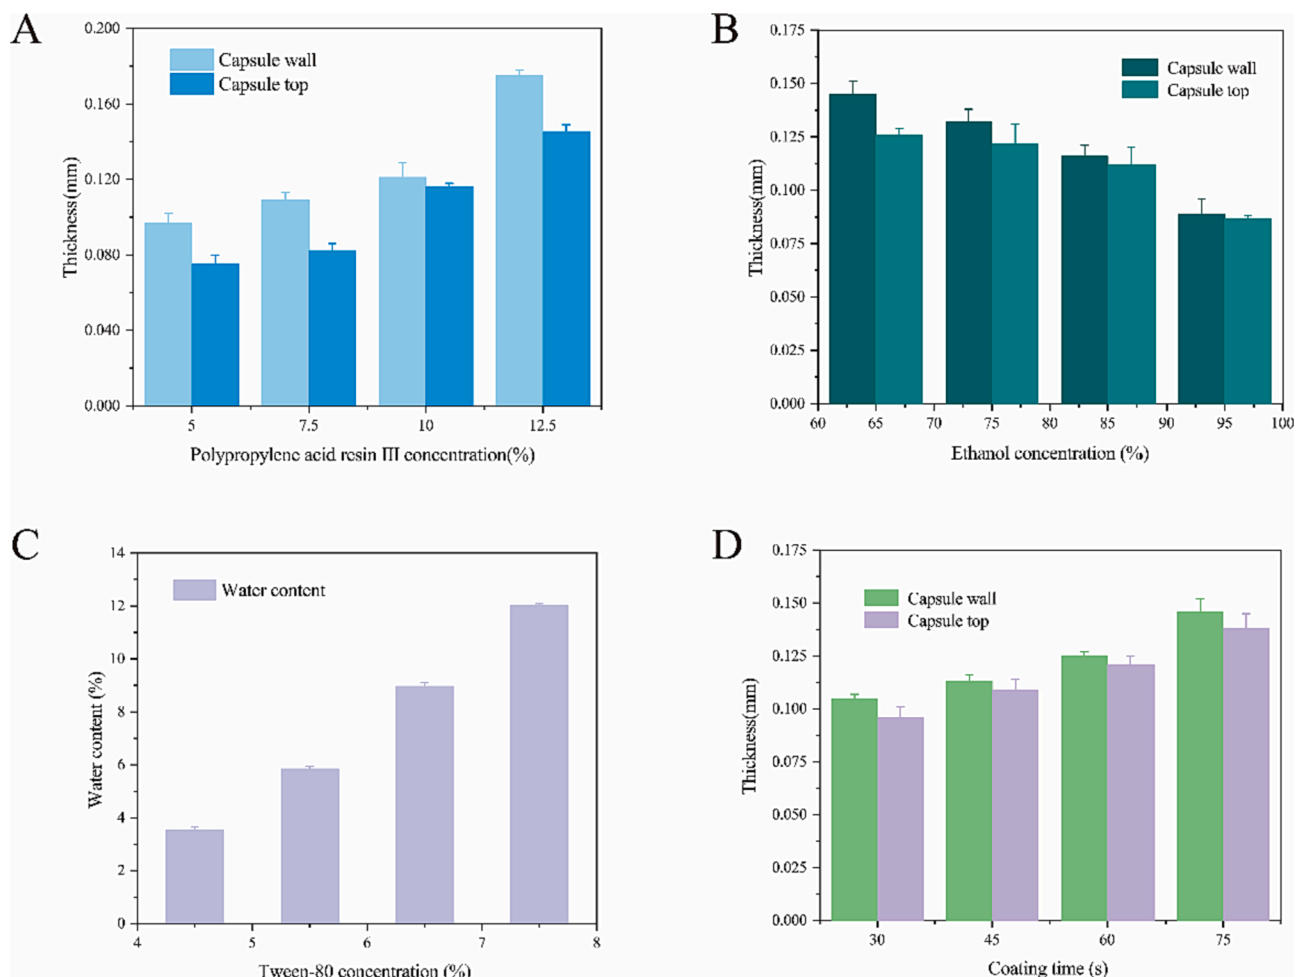 A
0.200
0.160
0.120
0.080
0.040
0.000
Thickness(mm)
Capsule wall
Capsule top
5
7.5
10
12.5
Polypropylene acid resin III concentration(%)
B
0.175
0.150
0.125
0.100
0.075
0.050
0.025
0.000
Thickness(mm)
Capsule wall
Capsule top
60
65
70
75
80
85
90
95
100
Ethanol concentration (%)
C
14
12
10
8
6
4
2
0
Water content (%)
Water content
4
5
6
7
8
Tween-80 concentration (%)
D
0.175
0.150
0.125
0.100
0.075
0.050
0.025
0.000
Thickness(mm)
Capsule wall
Capsule top
30
45
60
75
Coating time (s)